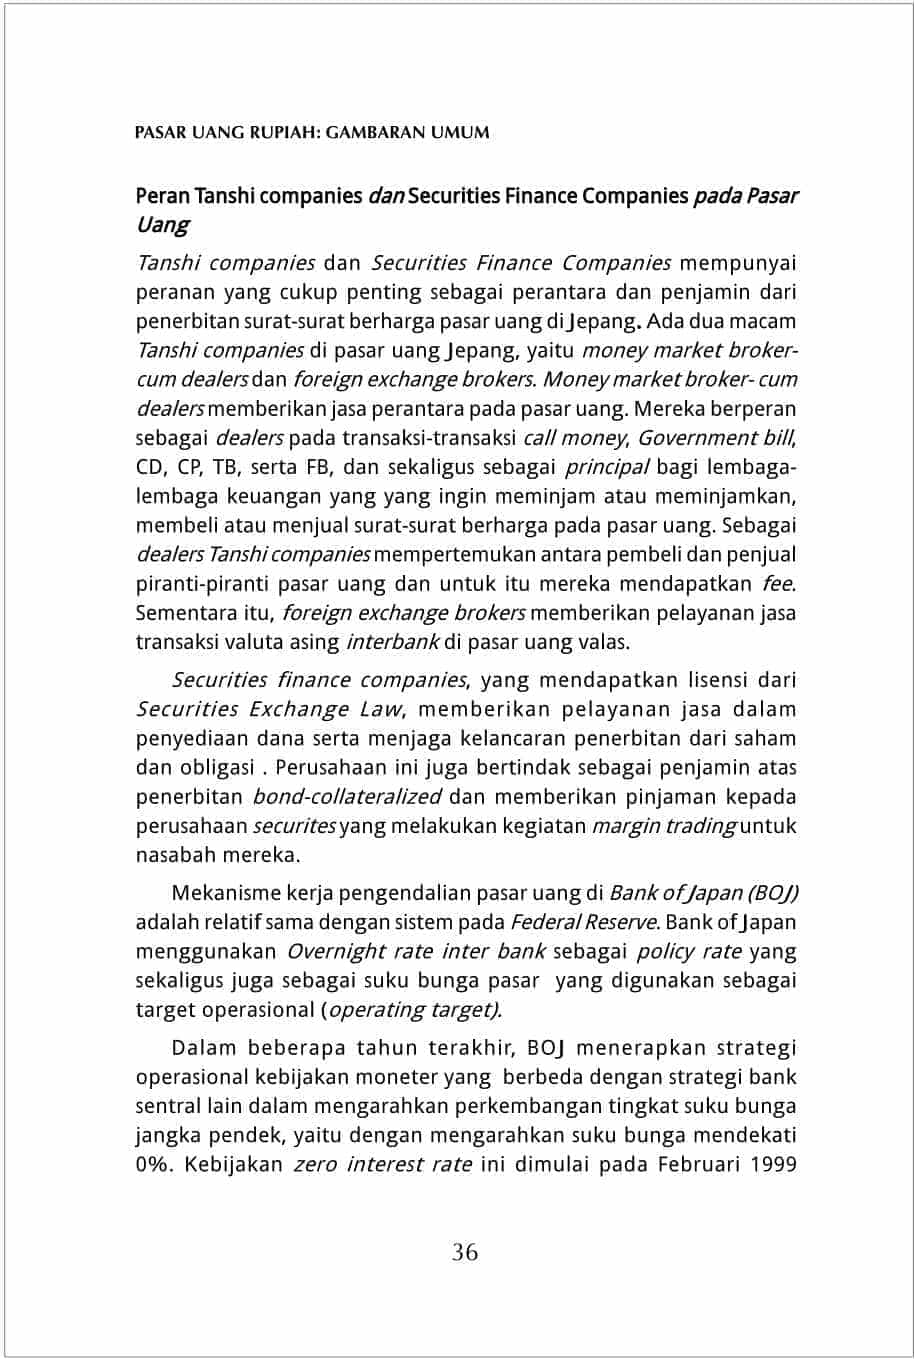 PASAR UANG RUPIAH: GAMBARAN UMUM
Peran Tanshi companies dan Securities Finance Companies pada Pasar
Uang
Tanshi companies dan Securities Finance Companies mempunyai
peranan yang cukup penting sebagai perantara dan penjamin dari
penerbitan surat-surat berharga pasar uang di Jepang. Ada dua macam
Tanshi companies di pasar uang Jepang, yaitu money market broker-
cum dealers dan foreign exchange brokers. Money market broker- cum
dealers memberikan jasa perantara pada pasar uang. Mereka berperan
sebagai dealers pada transaksi-transaksi call money, Government bill,
CD, CP, TB, serta FB, dan sekaligus sebagai principal bagi lembaga-
lembaga keuangan yang yang ingin meminjam atau meminjamkan,
membeli atau menjual surat-surat berharga pada pasar uang. Sebagai
dealers Tanshi companies mempertemukan antara pembeli dan penjual
piranti-piranti pasar uang dan untuk itu mereka mendapatkan fee.
Sementara itu, foreign exchange brokers memberikan pelayanan jasa
transaksi valuta asing interbank di pasar uang valas.
Securities finance companies, yang mendapatkan lisensi dari
Securities Exchange Law, memberikan pelayanan jasa dalam
penyediaan dana serta menjaga kelancaran penerbitan dari saham
dan obligasi . Perusahaan ini juga bertindak sebagai penjamin atas
penerbitan bond-collateralized dan memberikan pinjaman kepada
perusahaan securites yang melakukan kegiatan margin trading untuk
nasabah mereka.
Mekanisme kerja pengendalian pasar uang di Bank of Japan (BOJ)
adalah relatif sama dengan sistem pada Federal Reserve. Bank of Japan
menggunakan Overnight rate inter bank sebagai policy rate yang
sekaligus juga sebagai suku bunga pasar  yang digunakan sebagai
target operasional (operating target).
Dalam beberapa tahun terakhir, BOJ menerapkan strategi
operasional kebijakan moneter yang  berbeda dengan strategi bank
sentral lain dalam mengarahkan perkembangan tingkat suku bunga
jangka pendek, yaitu dengan mengarahkan suku bunga mendekati
0%. Kebijakan zero interest rate ini dimulai pada Februari 1999
36